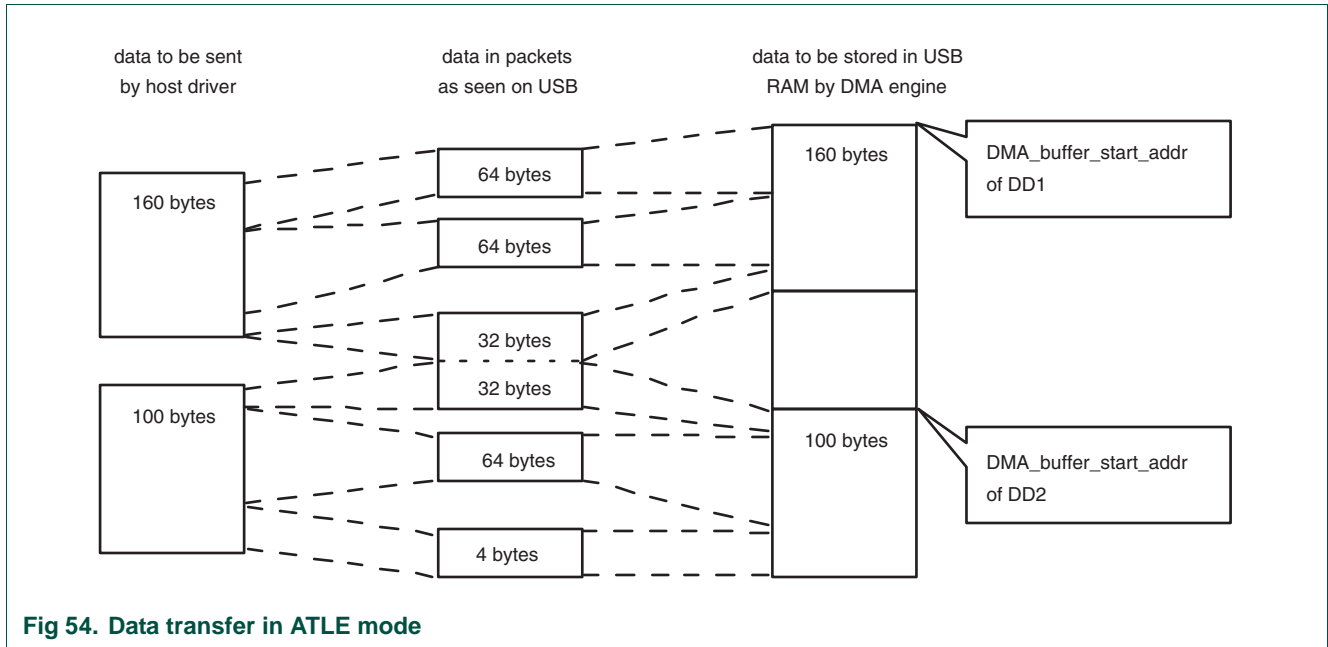 data to be sent
by host driver
data in packets
as seen on USB
data to be stored in USB
RAM by DMA engine
160 bytes
64 bytes
64 bytes
32 bytes
32 bytes
100 bytes
64 bytes
4 bytes
160 bytes
100 bytes
DMA_buffer_start_addr
of DD1
DMA_buffer_start_addr
of DD2
Fig 54. Data transfer in ATLE mode